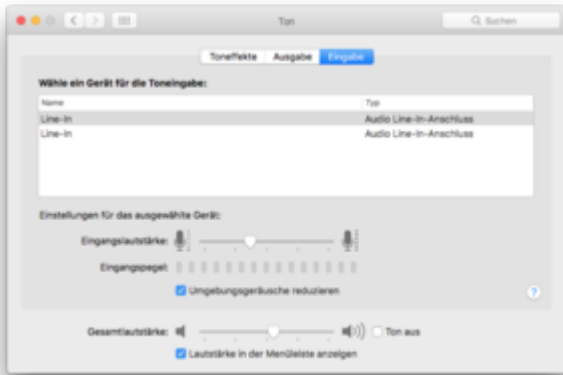 Ton
Suchen
Toneffekte Ausgabe Eingabe
Wähle ein Gerät für die Toneingabe:
Name Typ
Line-In Audio Line-In-Anschluss
Line-In Audio Line-In-Anschluss
Einstellungen für das ausgewählte Gerät:
Eingangslautstärke:
Eingangspegel:
Umgebungsgeräusche reduzieren
?
Gesamtlautstärke: Ton aus
Lautstärke in der Menüleiste anzeigen